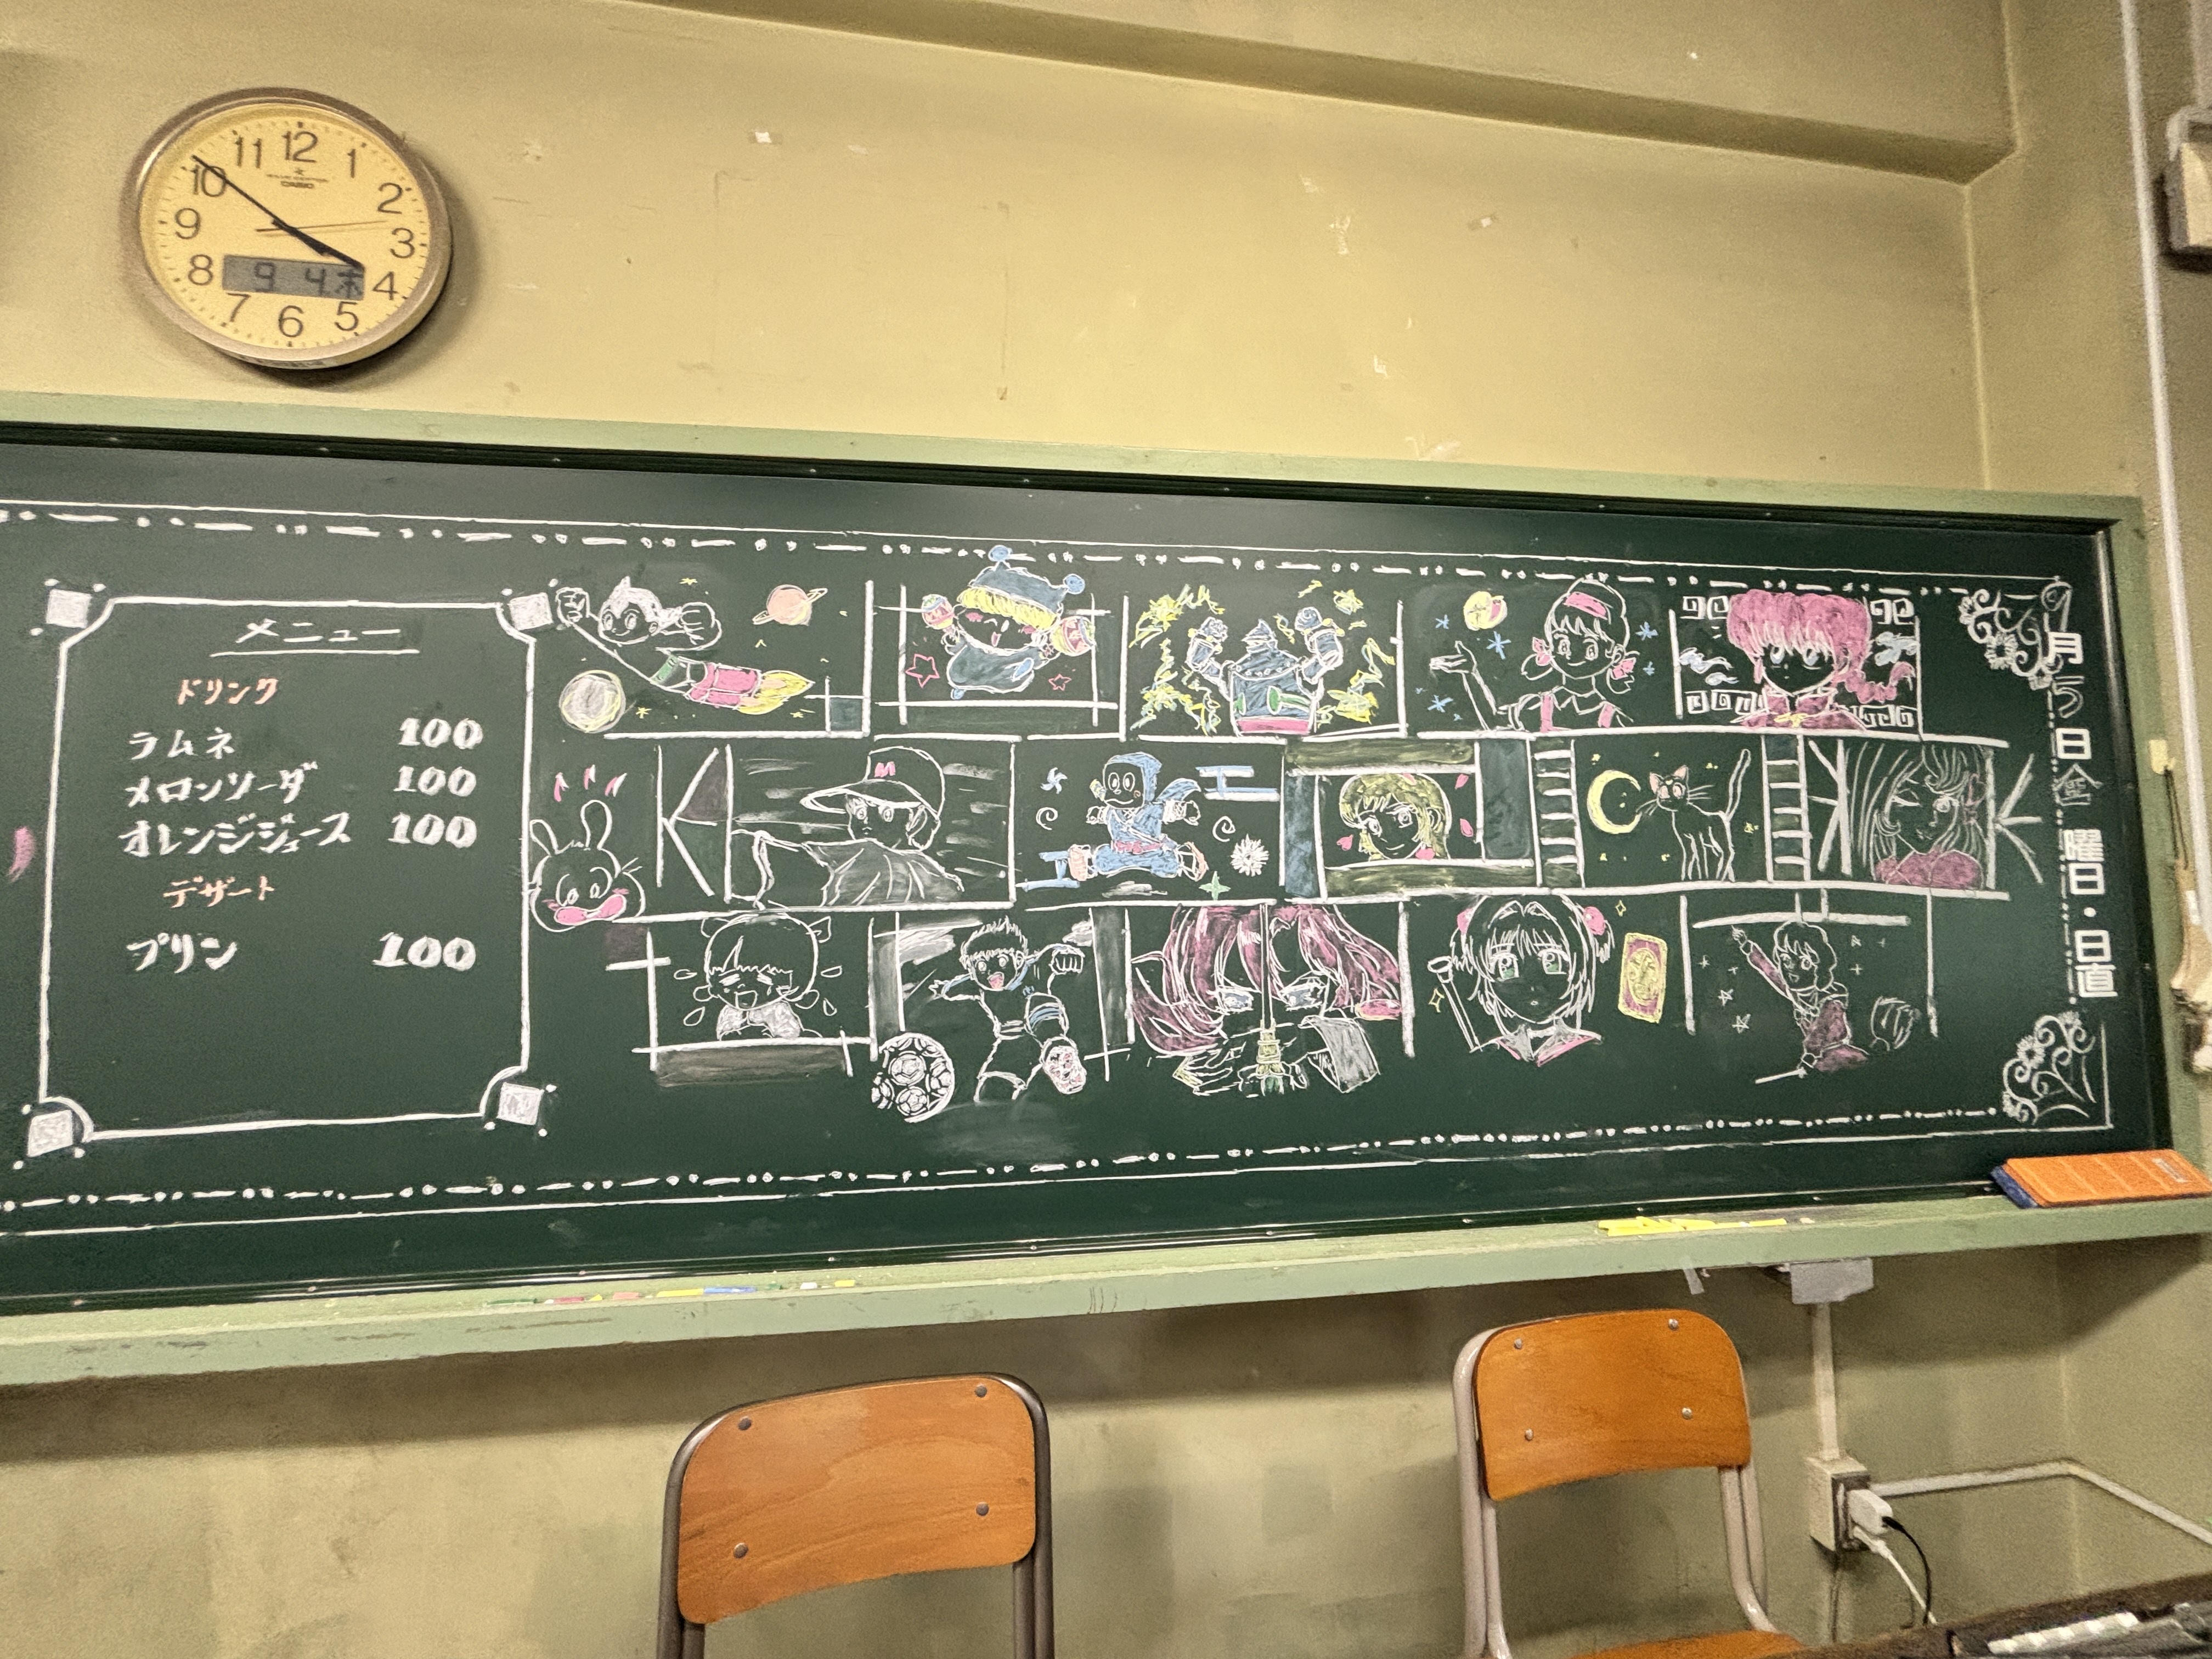 12
1
2
3
4
5
6
7
8
9
10
11
CASIO
9 4 木
メニュー
ドリンク
ラムネ 100
メロンソーダ 100
オレンジジュース 100
デザート
プリン 100
M
9月5日金曜日・日直